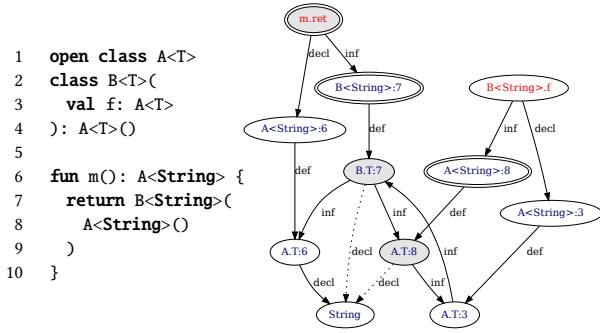 1 open class A<T>
2 class B<T>(
3 val f: A<T>
4 ): A<T>()
5
6 fun m(): A<String> {
7 return B<String>(
8 A<String>()
9 )
10 }
m.ret
decl
inf
B<String>:7
B<String>.f
A<String>:6
def
inf
decl
B.T:7
A<String>:8
def
A<String>:3
inf
decl
inf
def
def
A.T:6
A.T:8
inf
decl
decl
inf
String
A.T:3